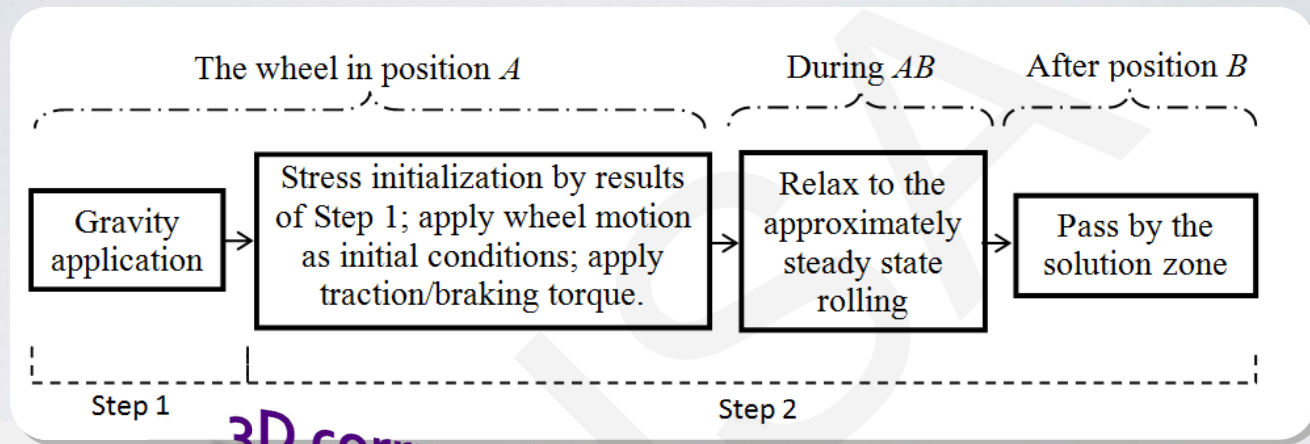 The wheel in position A
During AB
After position B
Gravity
application
Stress initialization by results
of Step 1; apply wheel motion
as initial conditions; apply
traction/braking torque.
Relax to the
approximately
steady state
rolling
Pass by the
solution zone
Step 1
Step 2
3D